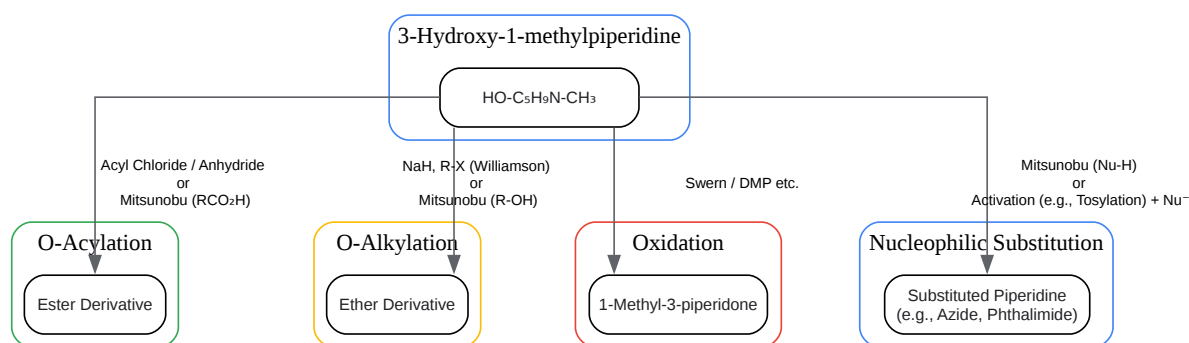 3-Hydroxy-1-methylpiperidine
HO-C₅H₉N-CH₃
Acyl Chloride / Anhydride
or
Mitsunobu (RCO₂H)
NaH, R-X (Williamson)
or
Mitsunobu (R-OH)
Swern / DMP etc.
Mitsunobu (Nu-H)
or
Activation (e.g., Tosylation) + Nu⁻
O-Acylation
Ester Derivative
O-Alkylation
Ether Derivative
Oxidation
1-Methyl-3-piperidone
Nucleophilic Substitution
Substituted Piperidine
(e.g., Azide, Phthalimide)